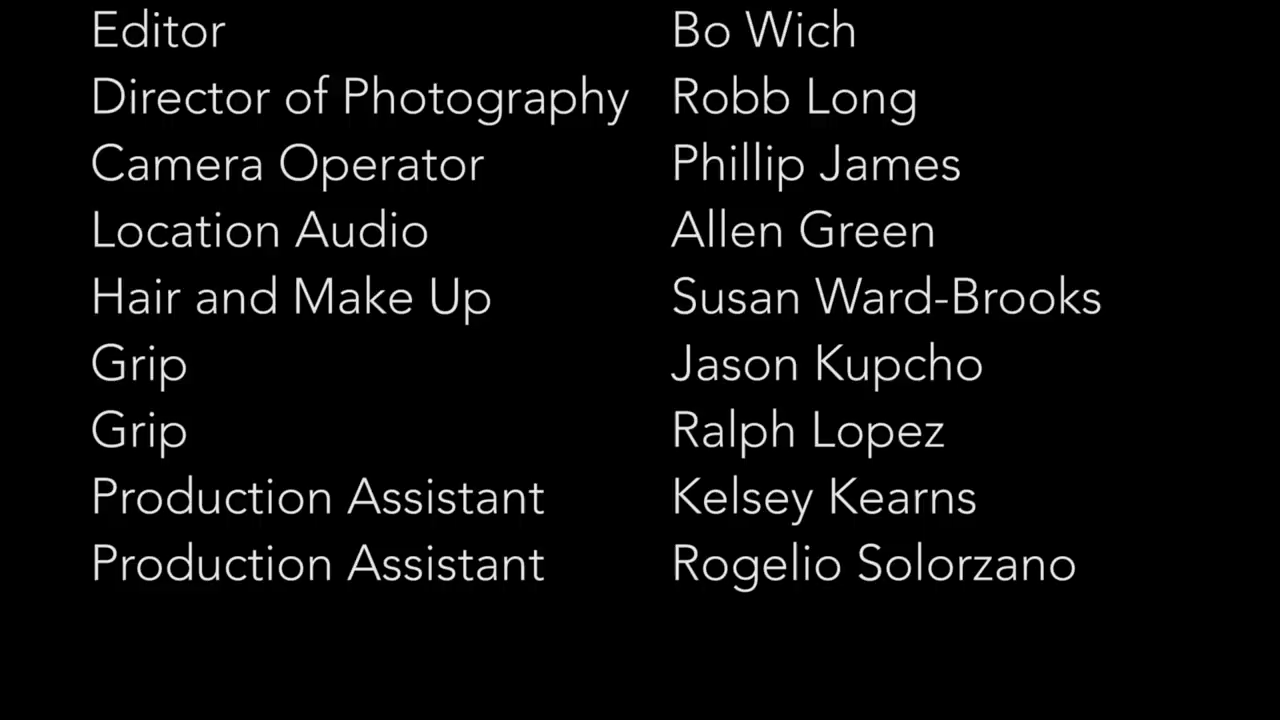 Editor Bo Wich
Director of Photography Robb Long
Camera Operator Phillip James
Location Audio Allen Green
Hair and Make Up Susan Ward-Brooks
Grip Jason Kupcho
Grip Ralph Lopez
Production Assistant Kelsey Kearns
Production Assistant Rogelio Solorzano